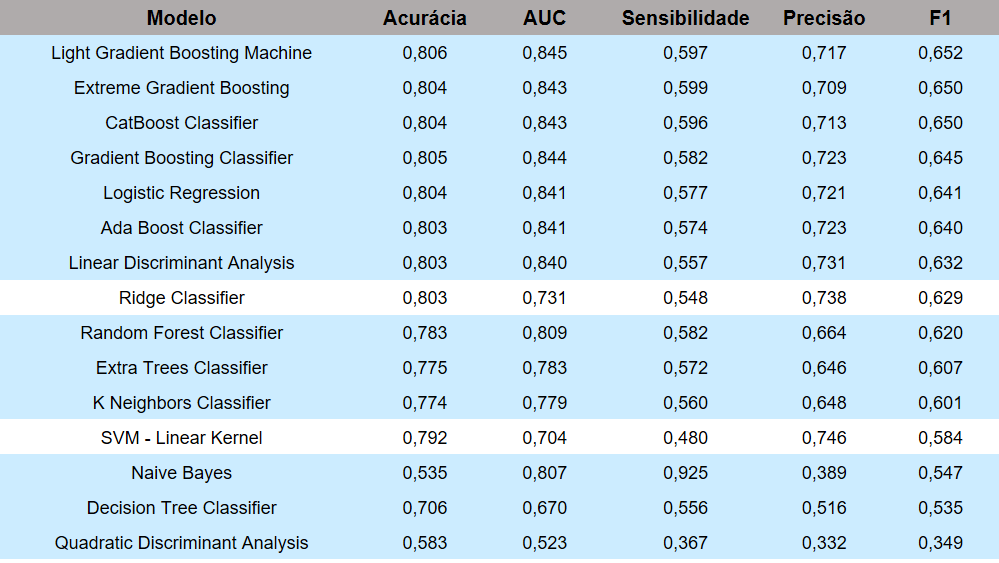 Modelo Acurácia AUC Sensibilidade Precisão F1
Light Gradient Boosting Machine 0,806 0,845 0,597 0,717 0,652
Extreme Gradient Boosting 0,804 0,843 0,599 0,709 0,650
CatBoost Classifier 0,804 0,843 0,596 0,713 0,650
Gradient Boosting Classifier 0,805 0,844 0,582 0,723 0,645
Logistic Regression 0,804 0,841 0,577 0,721 0,641
Ada Boost Classifier 0,803 0,841 0,574 0,723 0,640
Linear Discriminant Analysis 0,803 0,840 0,557 0,731 0,632
Ridge Classifier 0,803 0,731 0,548 0,738 0,629
Random Forest Classifier 0,783 0,809 0,582 0,664 0,620
Extra Trees Classifier 0,775 0,783 0,572 0,646 0,607
K Neighbors Classifier 0,774 0,779 0,560 0,648 0,601
SVM - Linear Kernel 0,792 0,704 0,480 0,746 0,584
Naive Bayes 0,535 0,807 0,925 0,389 0,547
Decision Tree Classifier 0,706 0,670 0,556 0,516 0,535
Quadratic Discriminant Analysis 0,583 0,523 0,367 0,332 0,349